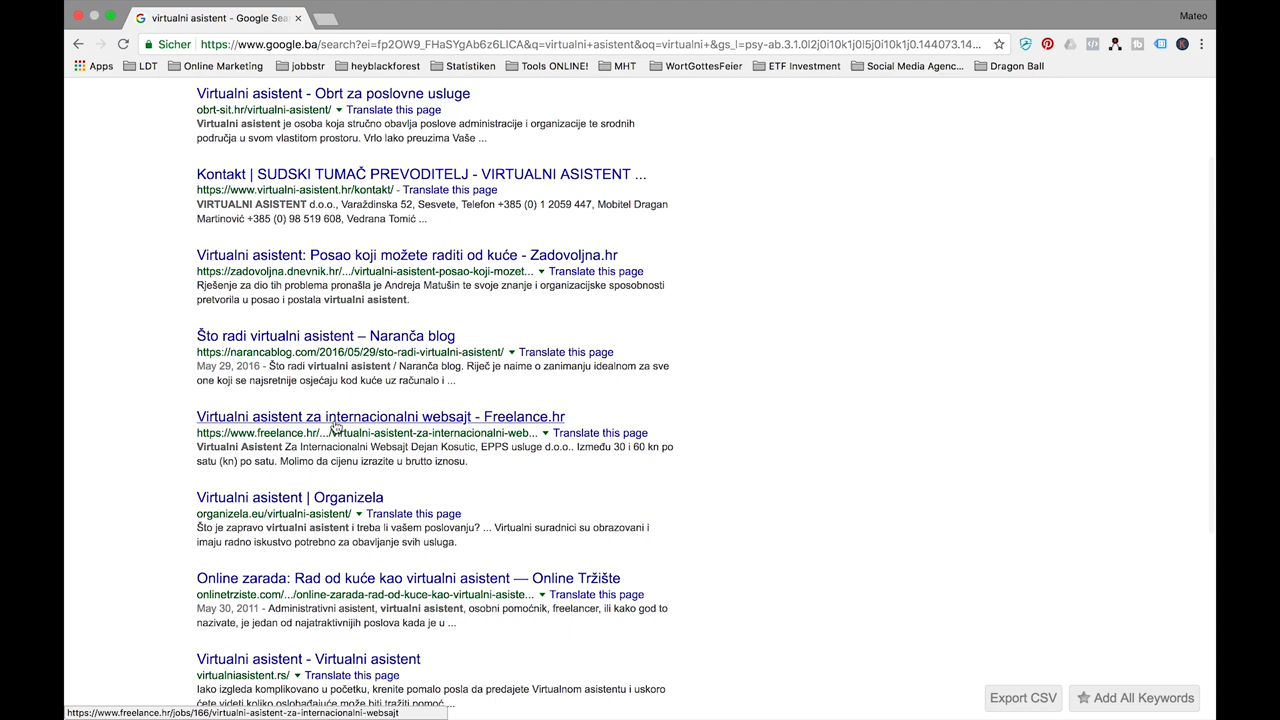 virtualni asistent - Google Sea
Mateo
Sicher
https://www.google.ba/search?ei=fp2OW9_FHaSYgAb6z6LICA&q=virtualni+asistent&oq=virtualni+&gs_l=psy-ab.3.1.0l2j0i10k1j0l5j0i10k1j0.144073.14...
Apps LDT Online Marketing jobbstr heyblackforest Statistiken Tools ONLINE! MHT WortGottesFeier ETF Investment Social Media Agenc... Dragon Ball
Virtualni asistent - Obrt za poslovne usluge
obrt-sit.hr/virtualni-asistent/ Translate this page
Virtualni asistent je osoba koja stručno obavlja poslove administracije i organizacije te srodnih
područja u svom vlastitom prostoru. Vrlo lako preuzima Vaše ...
Kontakt | SUDSKI TUMAČ PREVODITELJ - VIRTUALNI ASISTENT ...
https://www.virtualni-asistent.hr/kontakt/ - Translate this page
VIRTUALNI ASISTENT d.o.o., Varaždinska 52, Sesvete, Telefon +385 (0) 1 2059 447, Mobitel Dragan
Martinović +385 (0) 98 519 608, Vedrana Tomić ...
Virtualni asistent: Posao koji možete raditi od kuće - Zadovoljna.hr
https://zadovoljna.dnevnik.hr/.../virtualni-asistent-posao-koji-mozet... Translate this page
Rješenje za dio tih problema pronašla je Andreja Matušin te svoje znanje i organizacijske sposobnosti
pretvorila u posao i postala virtualni asistent.
Što radi virtualni asistent – Naranča blog
https://narancablog.com/2016/05/29/sto-radi-virtualni-asistent/ Translate this page
May 29, 2016 - Što radi virtualni asistent / Naranča blog. Riječ je naime o zanimanju idealnom za sve
one koji se najsretnije osjećaju kod kuće uz računalo i ...
Virtualni asistent za internacionalni websajt - Freelance.hr
https://www.freelance.hr/.../virtualni-asistent-za-internacionalni-web... Translate this page
Virtualni Asistent Za Internacionalni Websajt Dejan Kosutic, EPPS usluge d.o.o.. Između 30 i 60 kn po
satu (kn) po satu. Molimo da cijenu izrazite u brutto iznosu.
Virtualni asistent | Organizela
organizela.eu/virtualni-asistent/ Translate this page
Što je zapravo virtualni asistent i treba li vašem poslovanju? ... Virtualni suradnici su obrazovani i
imaju radno iskustvo potrebno za obavljanje svih usluga.
Online zarada: Rad od kuće kao virtualni asistent — Online Tržište
onlinetrziste.com/.../online-zarada-rad-od-kuce-kao-virtualni-asiste... Translate this page
May 30, 2011 - Administrativni asistent, virtualni asistent, osobni pomoćnik, freelancer, ili kako god to
nazivate, je jedan od najatraktivnijih poslova kada je u ...
Virtualni asistent - Virtualni asistent
virtualniasistent.rs/ Translate this page
Iako izgleda komplikovano u početku, krenite pomalo posla da predajete Virtualnom asistentu i uskoro
ćete videti koliko oslobađajuće može biti tražiti pomoć ...
Export CSV Add All Keywords
https://www.freelance.hr/jobs/166/virtualni-asistent-za-internacionalni-websajt